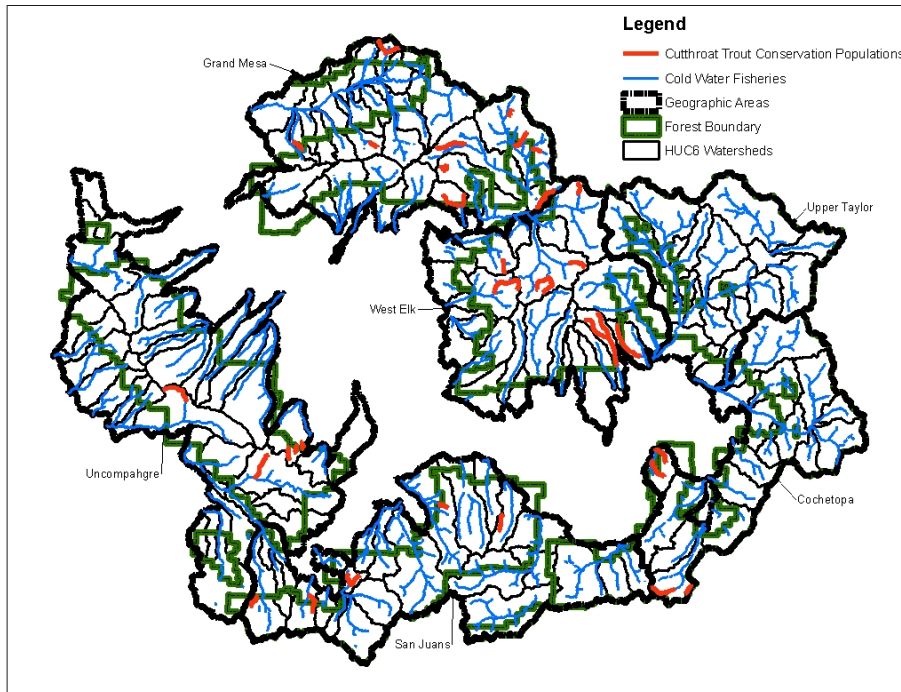 Legend
Cutthroat Trout Conservation Populations
Cold Water Fisheries
Geographic Areas
Forest Boundary
HUC6 Watersheds
Grand Mesa
Upper Taylor
West Elk
Uncompahgre
Cochetopa
San Juans